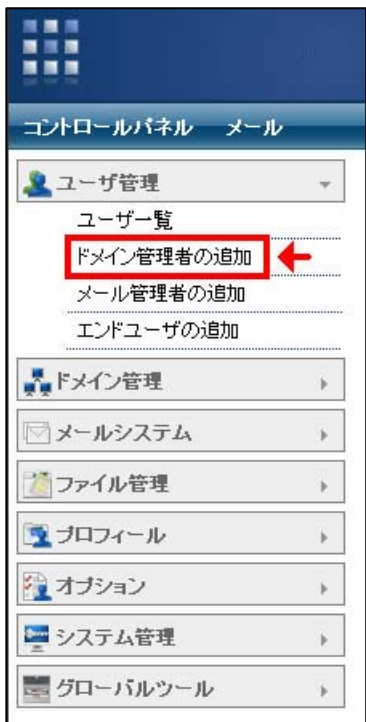 コントロールパネル メール
ユーザ管理
ユーザ一覧
ドメイン管理者の追加
メール管理者の追加
エンドユーザの追加
ドメイン管理
メールシステム
ファイル管理
プロフィール
オプション
システム管理
グローバルツール